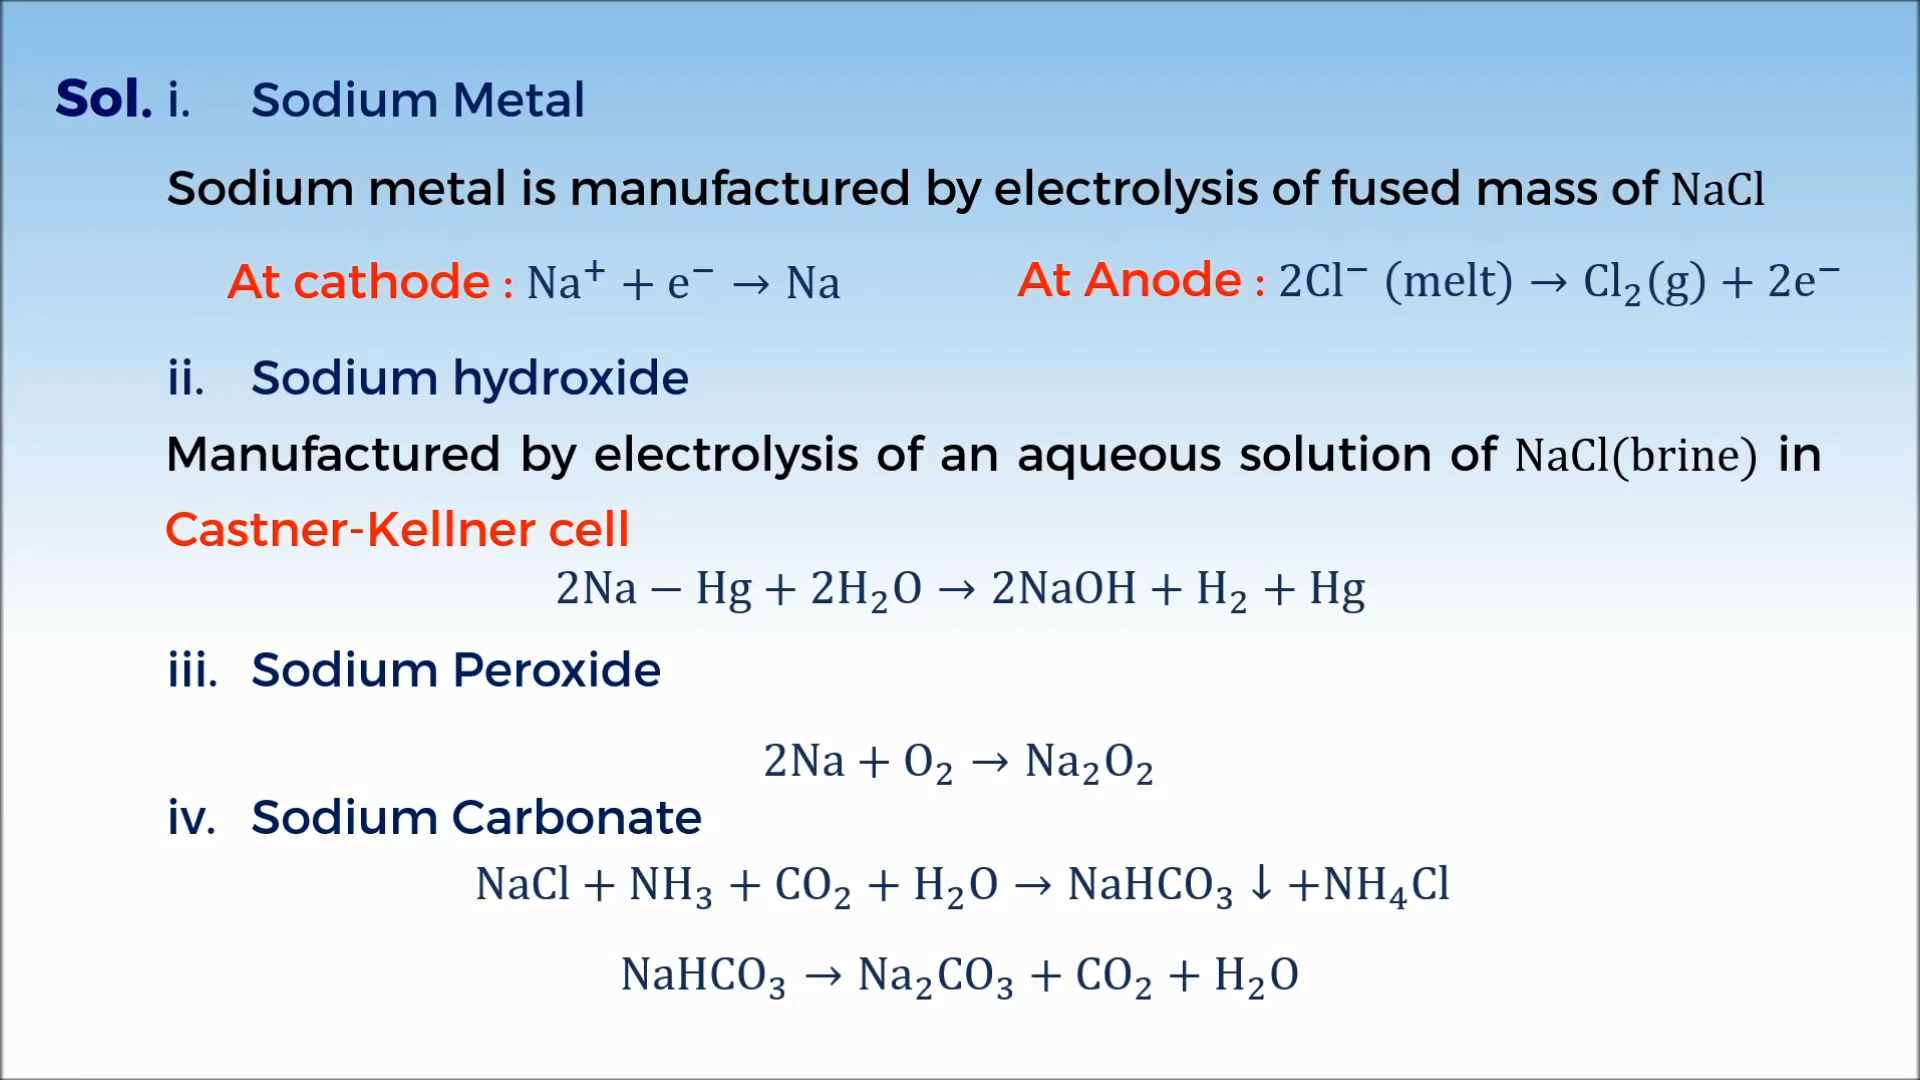 Sol. i. Sodium Metal
Sodium metal is manufactured by electrolysis of fused mass of NaCl
At cathode : Na⁺ + e⁻ → Na At Anode : 2Cl⁻ (melt) → Cl₂(g) + 2e⁻
ii. Sodium hydroxide
Manufactured by electrolysis of an aqueous solution of NaCl(brine) in
Castner-Kellner cell
2Na − Hg + 2H₂O → 2NaOH + H₂ + Hg
iii. Sodium Peroxide
2Na + O₂ → Na₂O₂
iv. Sodium Carbonate
NaCl + NH₃ + CO₂ + H₂O → NaHCO₃ ↓ +NH₄Cl
NaHCO₃ → Na₂CO₃ + CO₂ + H₂O